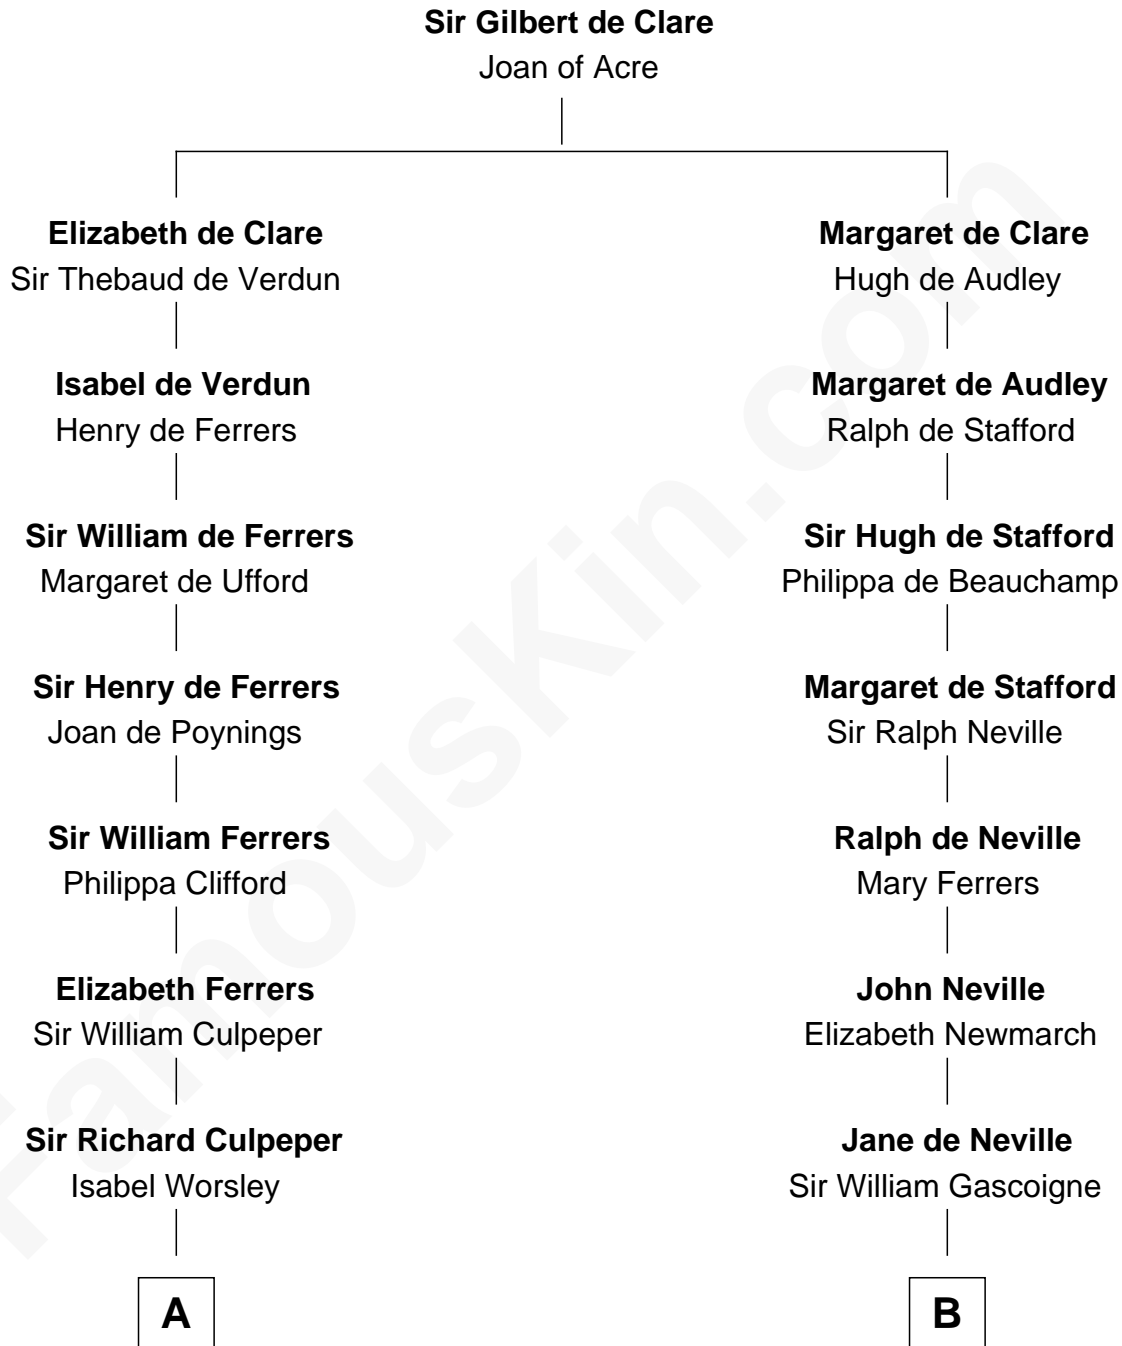 Sir Gilbert de Clare
Joan of Acre
Elizabeth de Clare
Sir Thebaud de Verdun
Margaret de Clare
Hugh de Audley
Isabel de Verdun
Henry de Ferrers
Margaret de Audley
Ralph de Stafford
Sir William de Ferrers
Margaret de Ufford
Sir Hugh de Stafford
Philippa de Beauchamp
Sir Henry de Ferrers
Joan de Poynings
Margaret de Stafford
Sir Ralph Neville
Sir William Ferrers
Philippa Clifford
Ralph de Neville
Mary Ferrers
Elizabeth Ferrers
Sir William Culpeper
John Neville
Elizabeth Newmarch
Sir Richard Culpeper
Isabel Worsley
Jane de Neville
Sir William Gascoigne
A
B
FamousKin.com